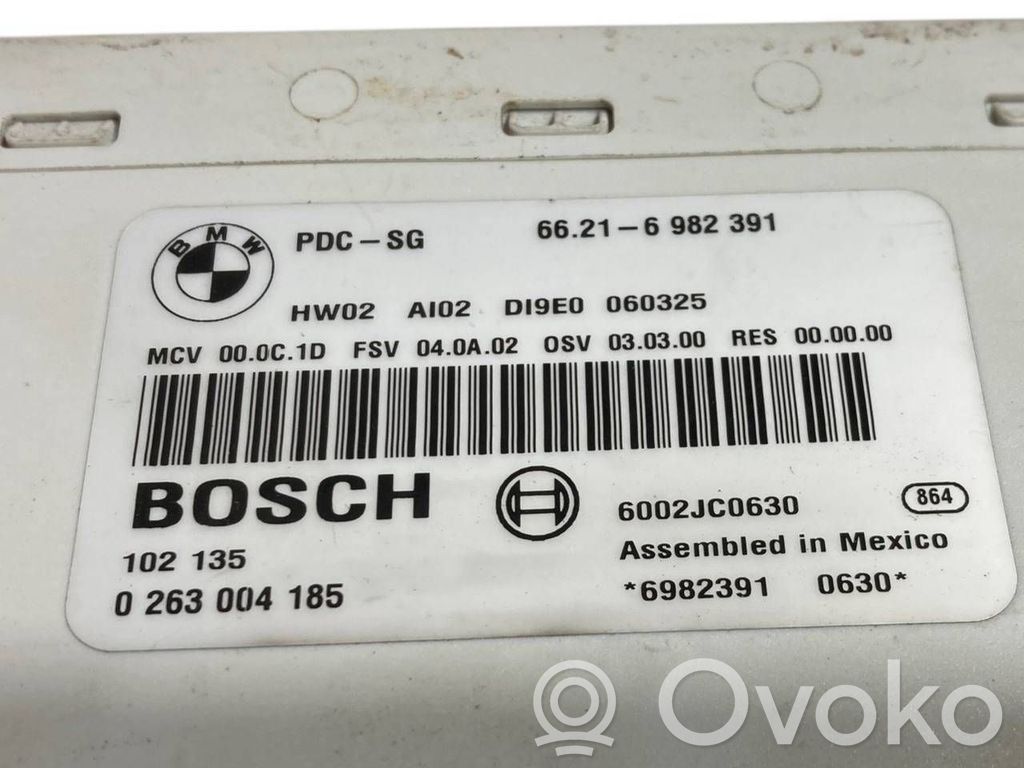 BMW PDC-SG 66.21-6 982 391
HW02 AI02 DI9E0 060325
MCV 00.0C.1D FSV 04.0A.02 OSV 03.03.00 RES 00.00.00
BOSCH
6002JC0630 864
102 135 Assembled in Mexico
0 263 004 185 *6982391 0630*
Ovoko